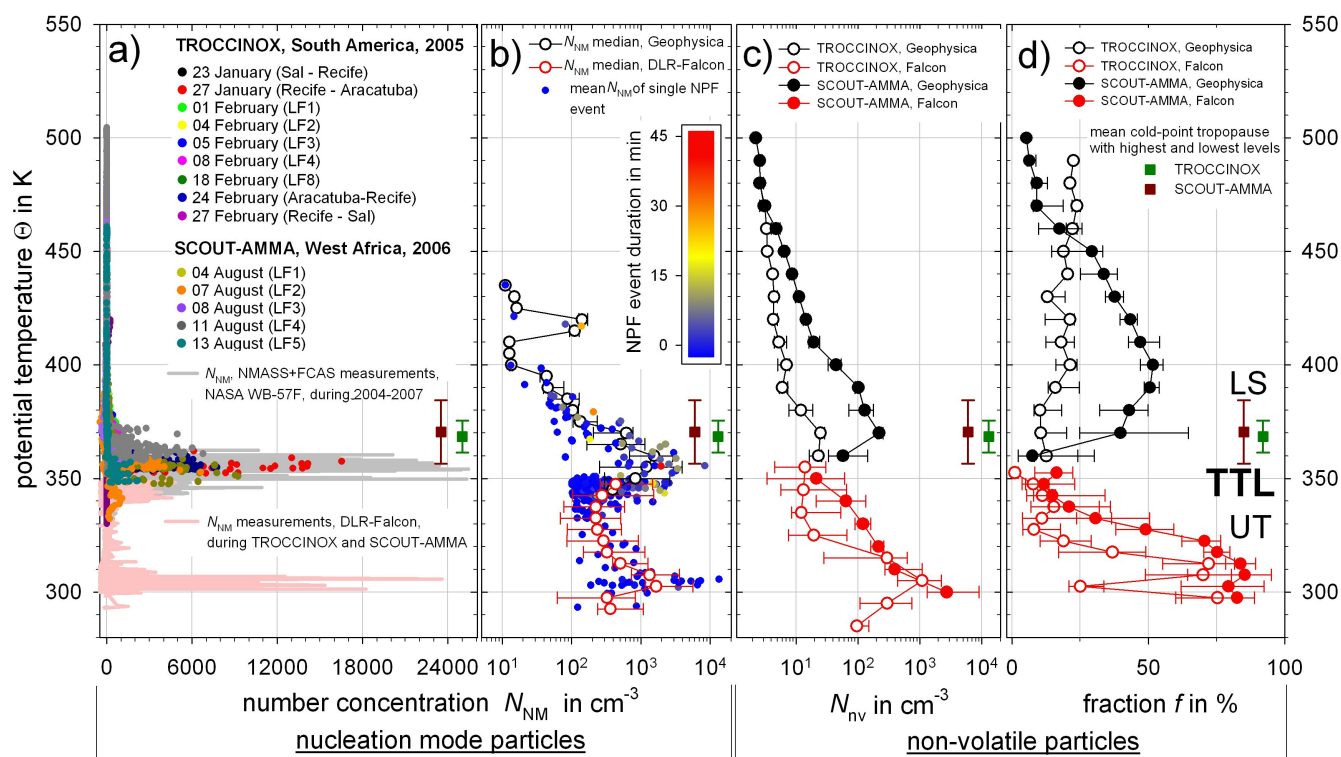 a)
TROCCINOX, South America, 2005
23 January (Sal - Recife)
27 January (Recife - Aracatuba)
01 February (LF1)
04 February (LF2)
05 February (LF3)
08 February (LF4)
18 February (LF8)
24 February (Aracatuba-Recife)
27 February (Recife - Sal)
SCOUT-AMMA, West Africa, 2006
04 August (LF1)
07 August (LF2)
08 August (LF3)
11 August (LF4)
13 August (LF5)
N_NM, NMASS+FCAS measurements,
NASA WB-57F, during 2004-2007
N_NM measurements, DLR-Falcon,
during TROCCINOX and SCOUT-AMMA
b)
N_NM median, Geophysica
N_NM median, DLR-Falcon
mean N_NM of single NPF
event
NPF event duration in min
45
30
15
0
c)
TROCCINOX, Geophysica
TROCCINOX, Falcon
SCOUT-AMMA, Geophysica
SCOUT-AMMA, Falcon
d)
TROCCINOX, Geophysica
TROCCINOX, Falcon
SCOUT-AMMA, Geophysica
SCOUT-AMMA, Falcon
mean cold-point tropopause
with highest and lowest levels
TROCCINOX
SCOUT-AMMA
LS
TTL
UT
potential temperature Θ in K
550
500
450
400
350
300
550
500
450
400
350
300
0 6000 12000 18000 24000
10¹ 10² 10³ 10⁴
10¹ 10² 10³ 10⁴
0 50 100
number concentration N_NM in cm⁻³
nucleation mode particles
N_nv in cm⁻³
fraction f in %
non-volatile particles